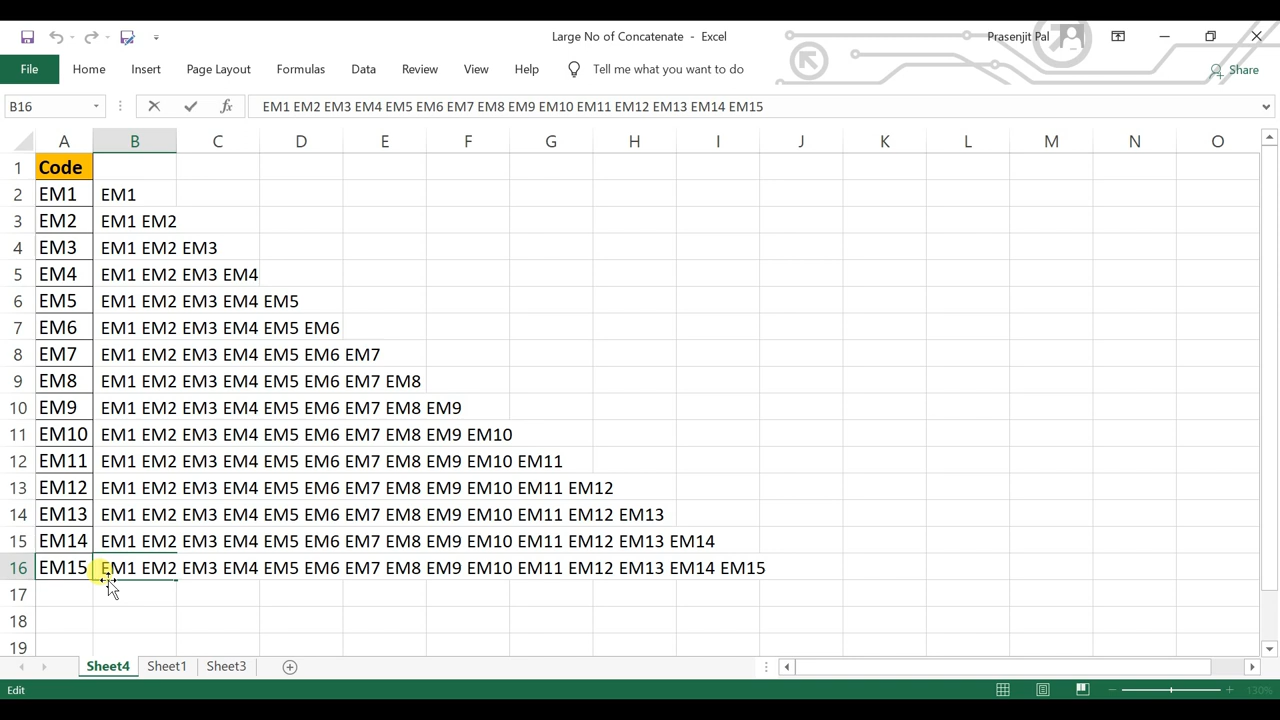 Large No of Concatenate - Excel
Prasenjit Pal
File Home Insert Page Layout Formulas Data Review View Help Tell me what you want to do Share
B16 fx EM1 EM2 EM3 EM4 EM5 EM6 EM7 EM8 EM9 EM10 EM11 EM12 EM13 EM14 EM15
A B C D E F G H I J K L M N O
1 Code
2 EM1 EM1
3 EM2 EM1 EM2
4 EM3 EM1 EM2 EM3
5 EM4 EM1 EM2 EM3 EM4
6 EM5 EM1 EM2 EM3 EM4 EM5
7 EM6 EM1 EM2 EM3 EM4 EM5 EM6
8 EM7 EM1 EM2 EM3 EM4 EM5 EM6 EM7
9 EM8 EM1 EM2 EM3 EM4 EM5 EM6 EM7 EM8
10 EM9 EM1 EM2 EM3 EM4 EM5 EM6 EM7 EM8 EM9
11 EM10 EM1 EM2 EM3 EM4 EM5 EM6 EM7 EM8 EM9 EM10
12 EM11 EM1 EM2 EM3 EM4 EM5 EM6 EM7 EM8 EM9 EM10 EM11
13 EM12 EM1 EM2 EM3 EM4 EM5 EM6 EM7 EM8 EM9 EM10 EM11 EM12
14 EM13 EM1 EM2 EM3 EM4 EM5 EM6 EM7 EM8 EM9 EM10 EM11 EM12 EM13
15 EM14 EM1 EM2 EM3 EM4 EM5 EM6 EM7 EM8 EM9 EM10 EM11 EM12 EM13 EM14
16 EM15 EM1 EM2 EM3 EM4 EM5 EM6 EM7 EM8 EM9 EM10 EM11 EM12 EM13 EM14 EM15
17
18
19
Sheet4 Sheet1 Sheet3
Edit 130%